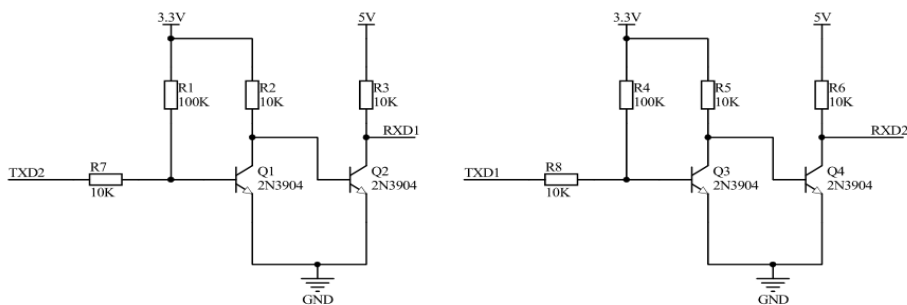 3.3V
5V
R1
100K
R2
10K
R3
10K
RXD1
TXD2
R7
10K
Q1
2N3904
Q2
2N3904
GND
3.3V
5V
R4
100K
R5
10K
R6
10K
RXD2
TXD1
R8
10K
Q3
2N3904
Q4
2N3904
GND